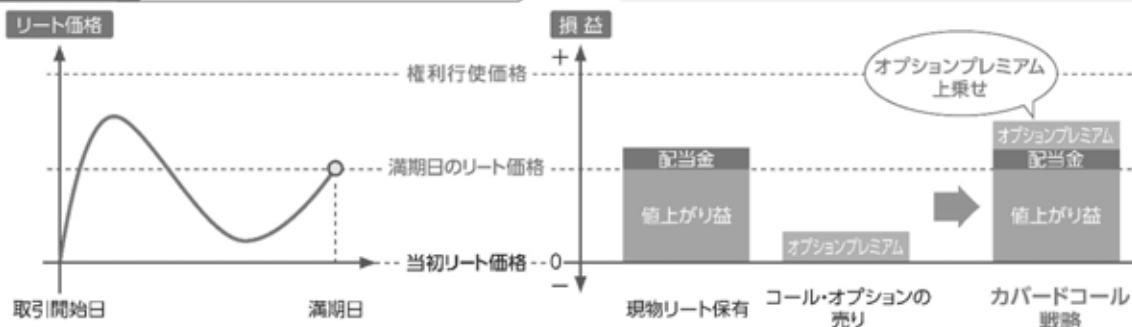 リート価格
損益
+
権利行使価格
オプションプレミアム
上乗せ
オプションプレミアム
配当金
配当金
満期日のリート価格
値上がり益
値上がり益
オプションプレミアム
当初リート価格
0
−
取引開始日
満期日
現物リート保有
コール・オプションの
売り
カバードコール
戦略